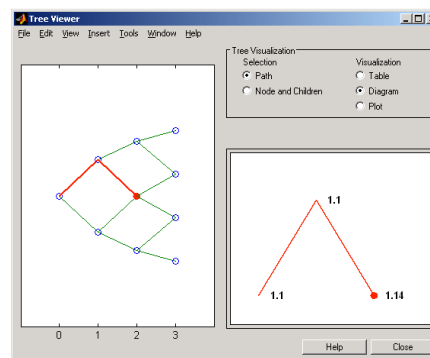 Tree Viewer
File Edit View Insert Tools Window Help
Tree Visualization
Selection
Visualization
Path
Table
Node and Children
Diagram
Plot
1.1
1.1
1.14
0 1 2 3
Help
Close